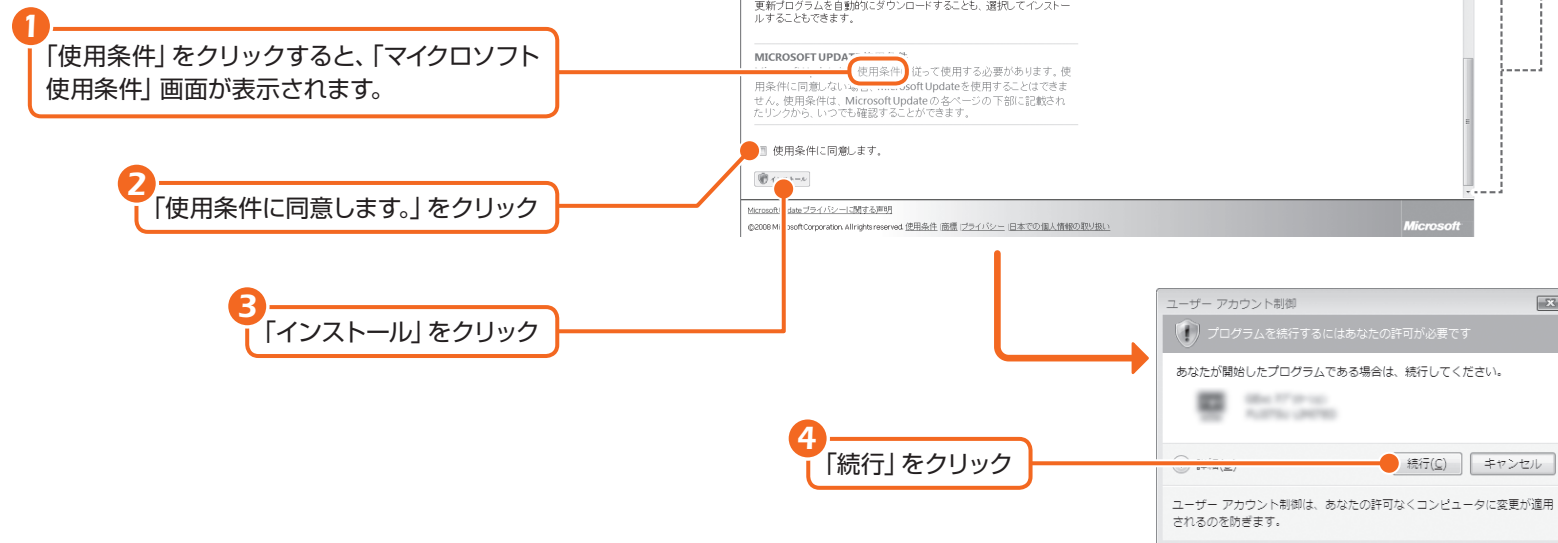 更新プログラムを自動的にダウンロードすることも、選択してインストー
ルすることもできます。
1
「使用条件」をクリックすると、「マイクロソフト
使用条件」画面が表示されます。
MICROSOFT UPDAT
使用条件 従って使用する必要があります。使
用条件に同意しない場合、Microsoft Updateを使用することはできま
せん。使用条件は、Microsoft Update の各ページの下部に記載され
たリンクから、いつでも確認することができます。
使用条件に同意します。
2
「使用条件に同意します。」をクリック
インストール
Microsoft Update プライバシーに関する声明
©2008 Microsoft Corporation. All rights reserved. 使用条件 |商標 |プライバシー |日本での個人情報の取り扱い
Microsoft
3
「インストール」をクリック
ユーザー アカウント制御
プログラムを続行するにはあなたの許可が必要です
あなたが開始したプログラムである場合は、続行してください。
4
「続行」をクリック
続行(C)
キャンセル
ユーザー アカウント制御は、あなたの許可なくコンピュータに変更が適用
されるのを防ぎます。